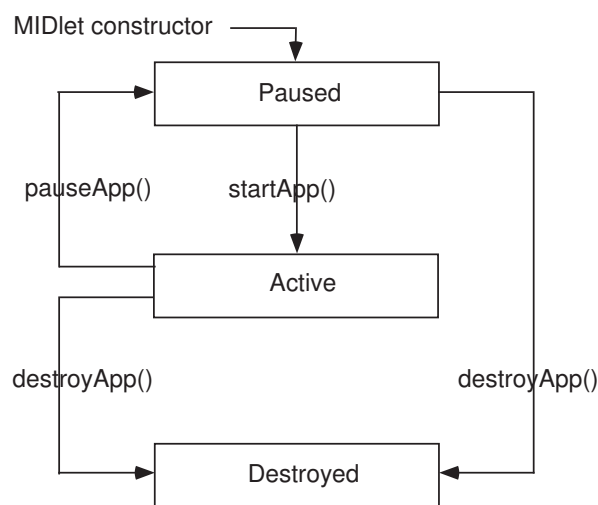 MIDlet constructor
Paused
pauseApp()
startApp()
Active
destroyApp()
destroyApp()
Destroyed